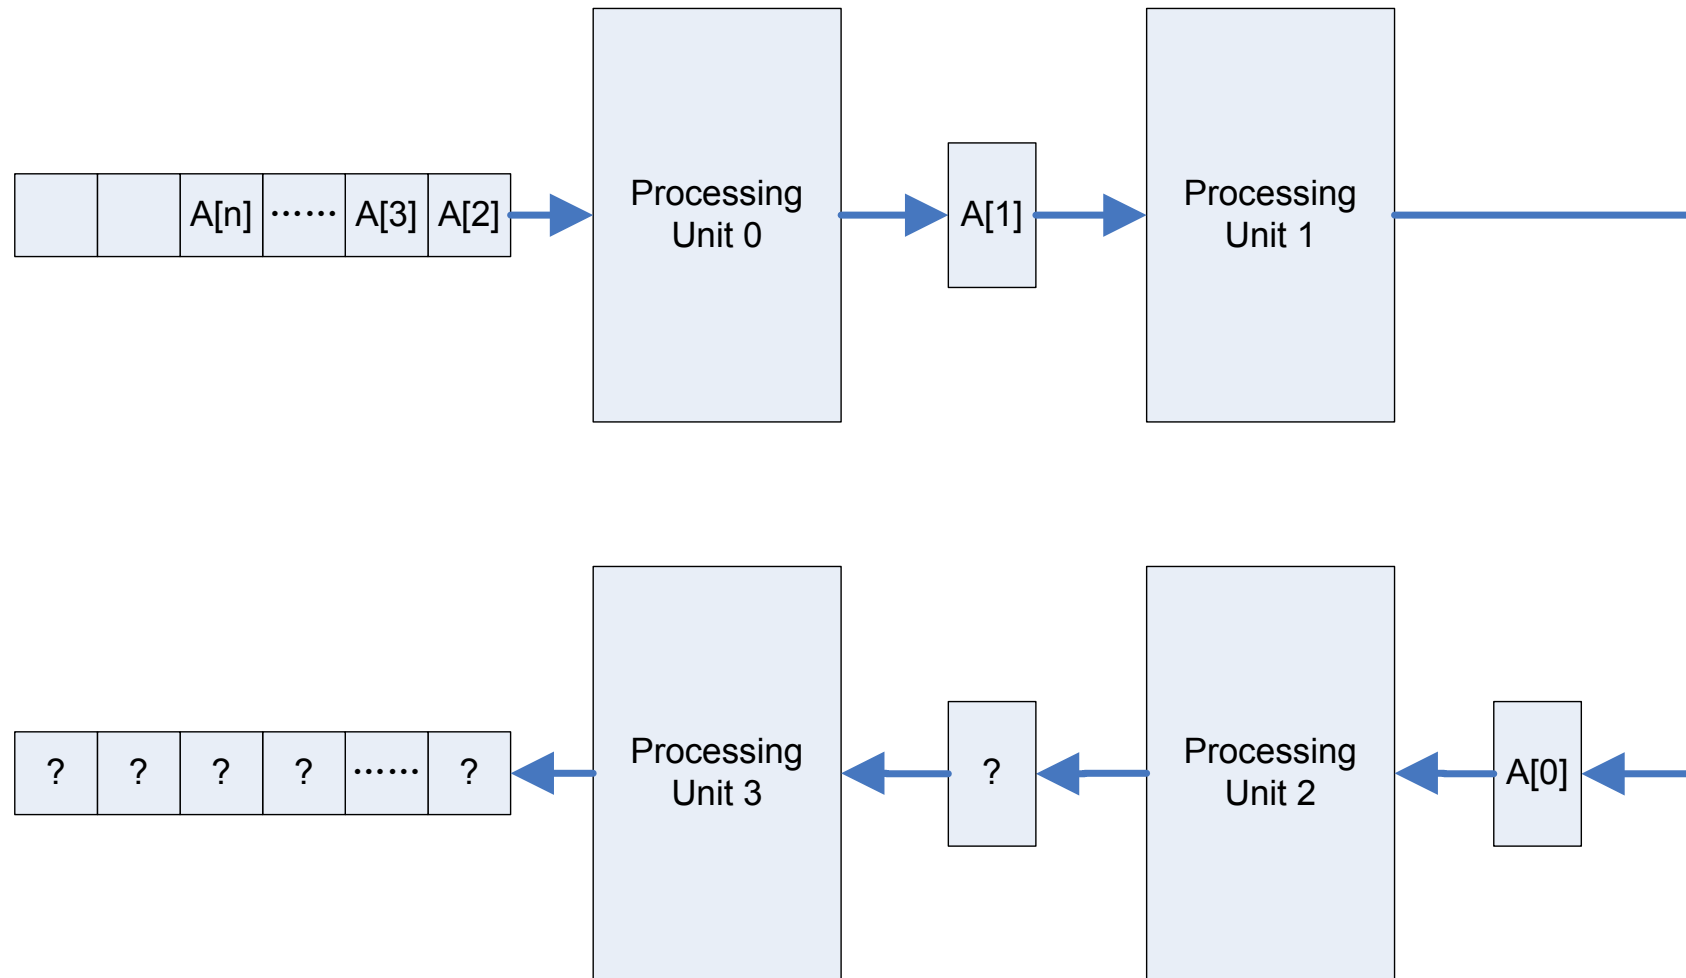 A[n] ······ A[3] A[2]
Processing
Unit 0
A[1]
Processing
Unit 1
? ? ? ? ······ ?
Processing
Unit 3
?
Processing
Unit 2
A[0]